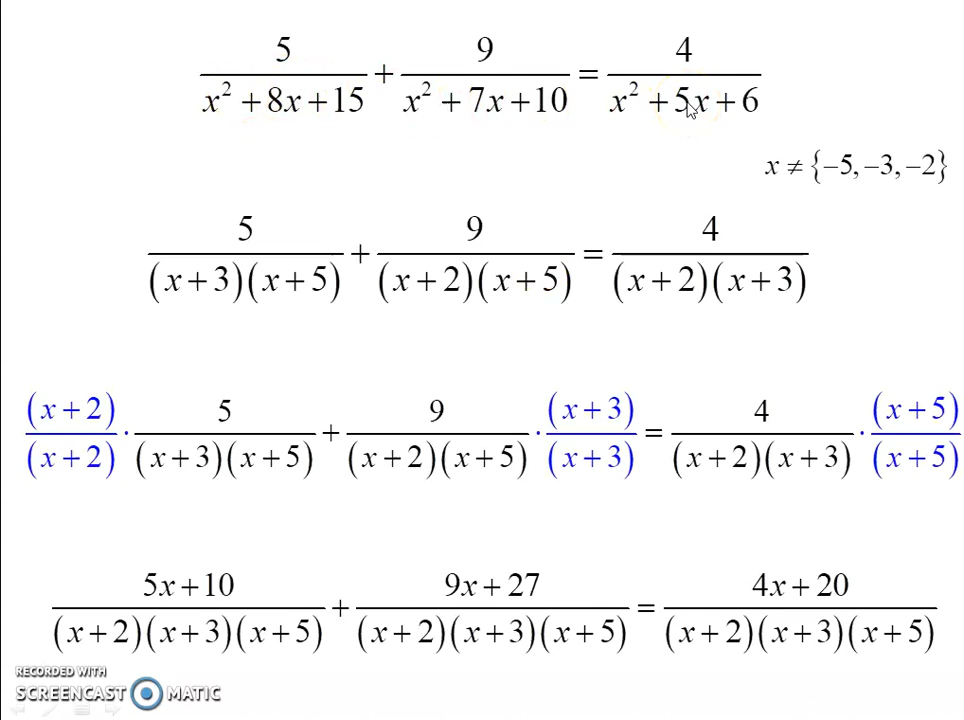 5/(x² + 8x + 15) + 9/(x² + 7x + 10) = 4/(x² + 5x + 6)
x ≠ {−5, −3, −2}
5/((x + 3)(x + 5)) + 9/((x + 2)(x + 5)) = 4/((x + 2)(x + 3))
(x + 2)/(x + 2) · 5/((x + 3)(x + 5)) + 9/((x + 2)(x + 5)) · (x + 3)/(x + 3) = 4/((x + 2)(x + 3)) · (x + 5)/(x + 5)
(5x + 10)/((x + 2)(x + 3)(x + 5)) + (9x + 27)/((x + 2)(x + 3)(x + 5)) = (4x + 20)/((x + 2)(x + 3)(x + 5))
RECORDED WITH
SCREENCAST MATIC